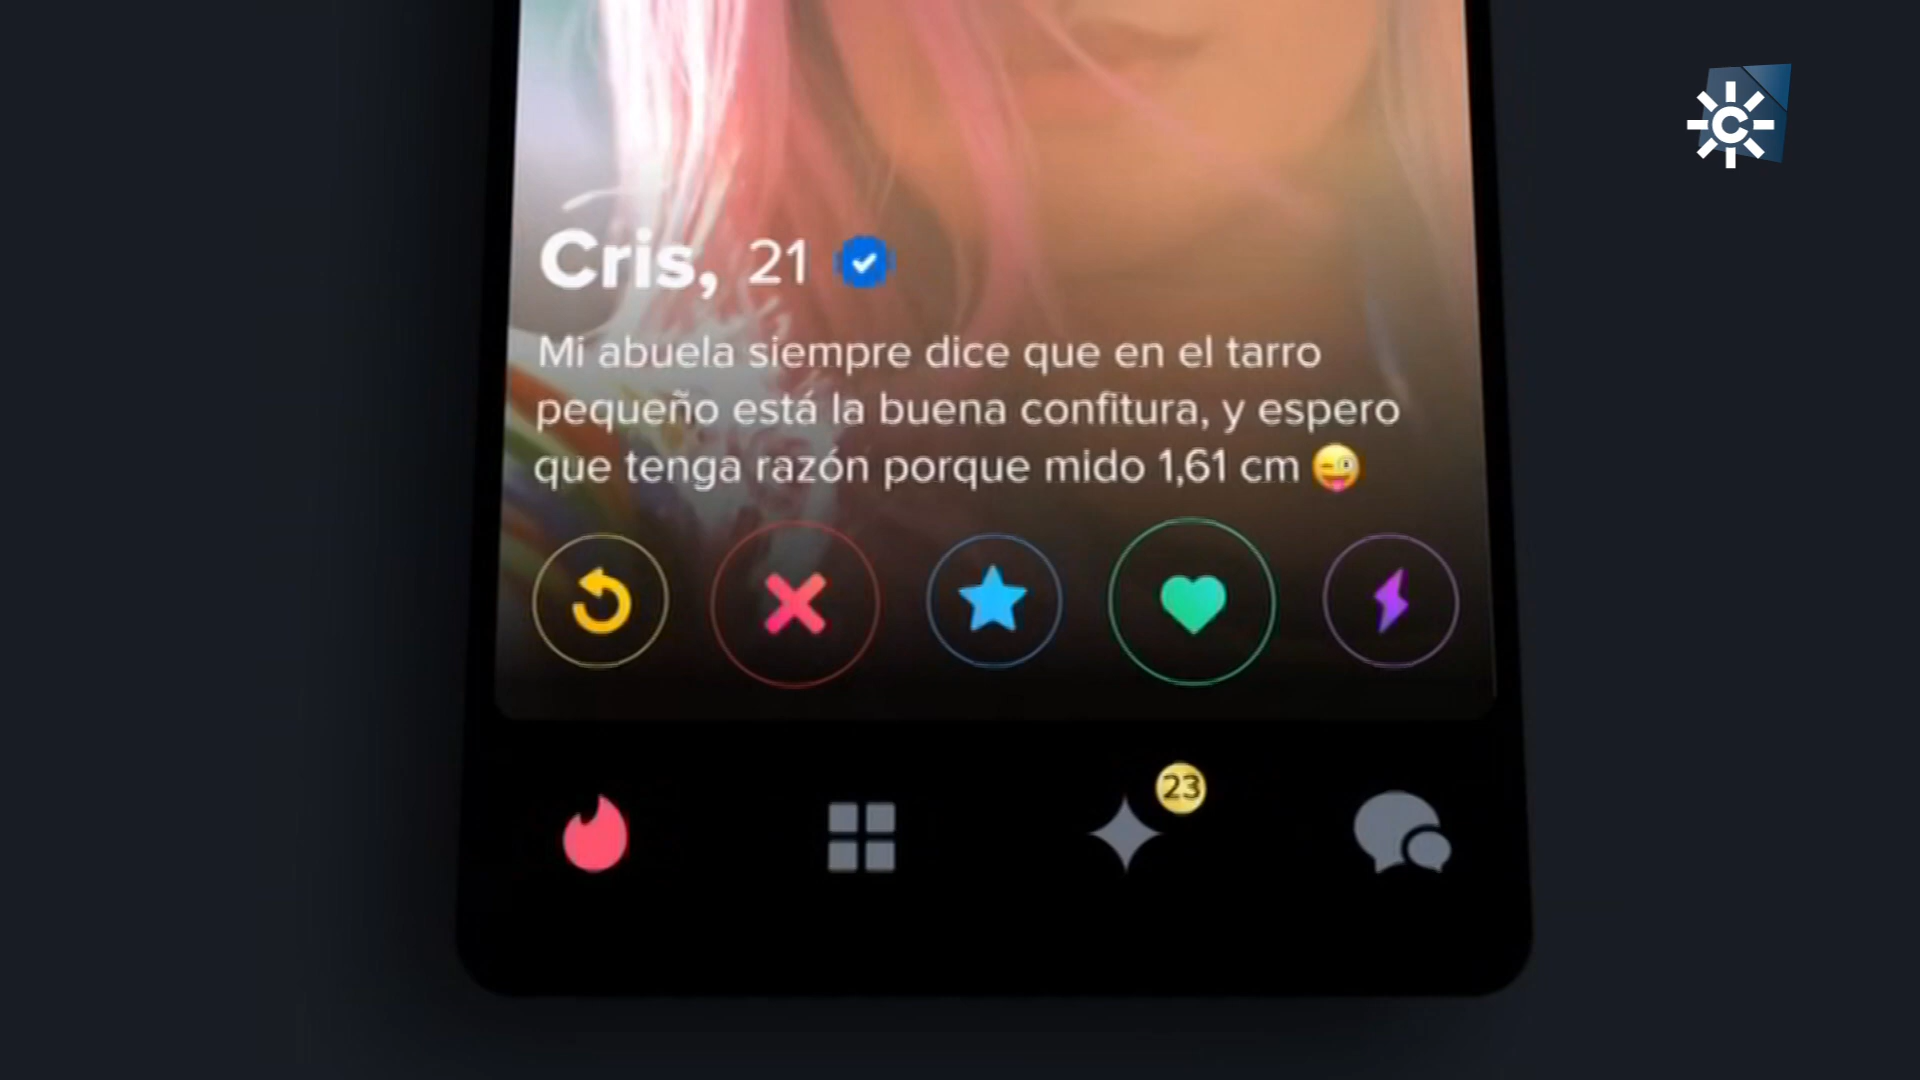 Cris, 21
Mi abuela siempre dice que en el tarro
pequeño está la buena confitura, y espero
que tenga razón porque mido 1,61 cm 😜
23